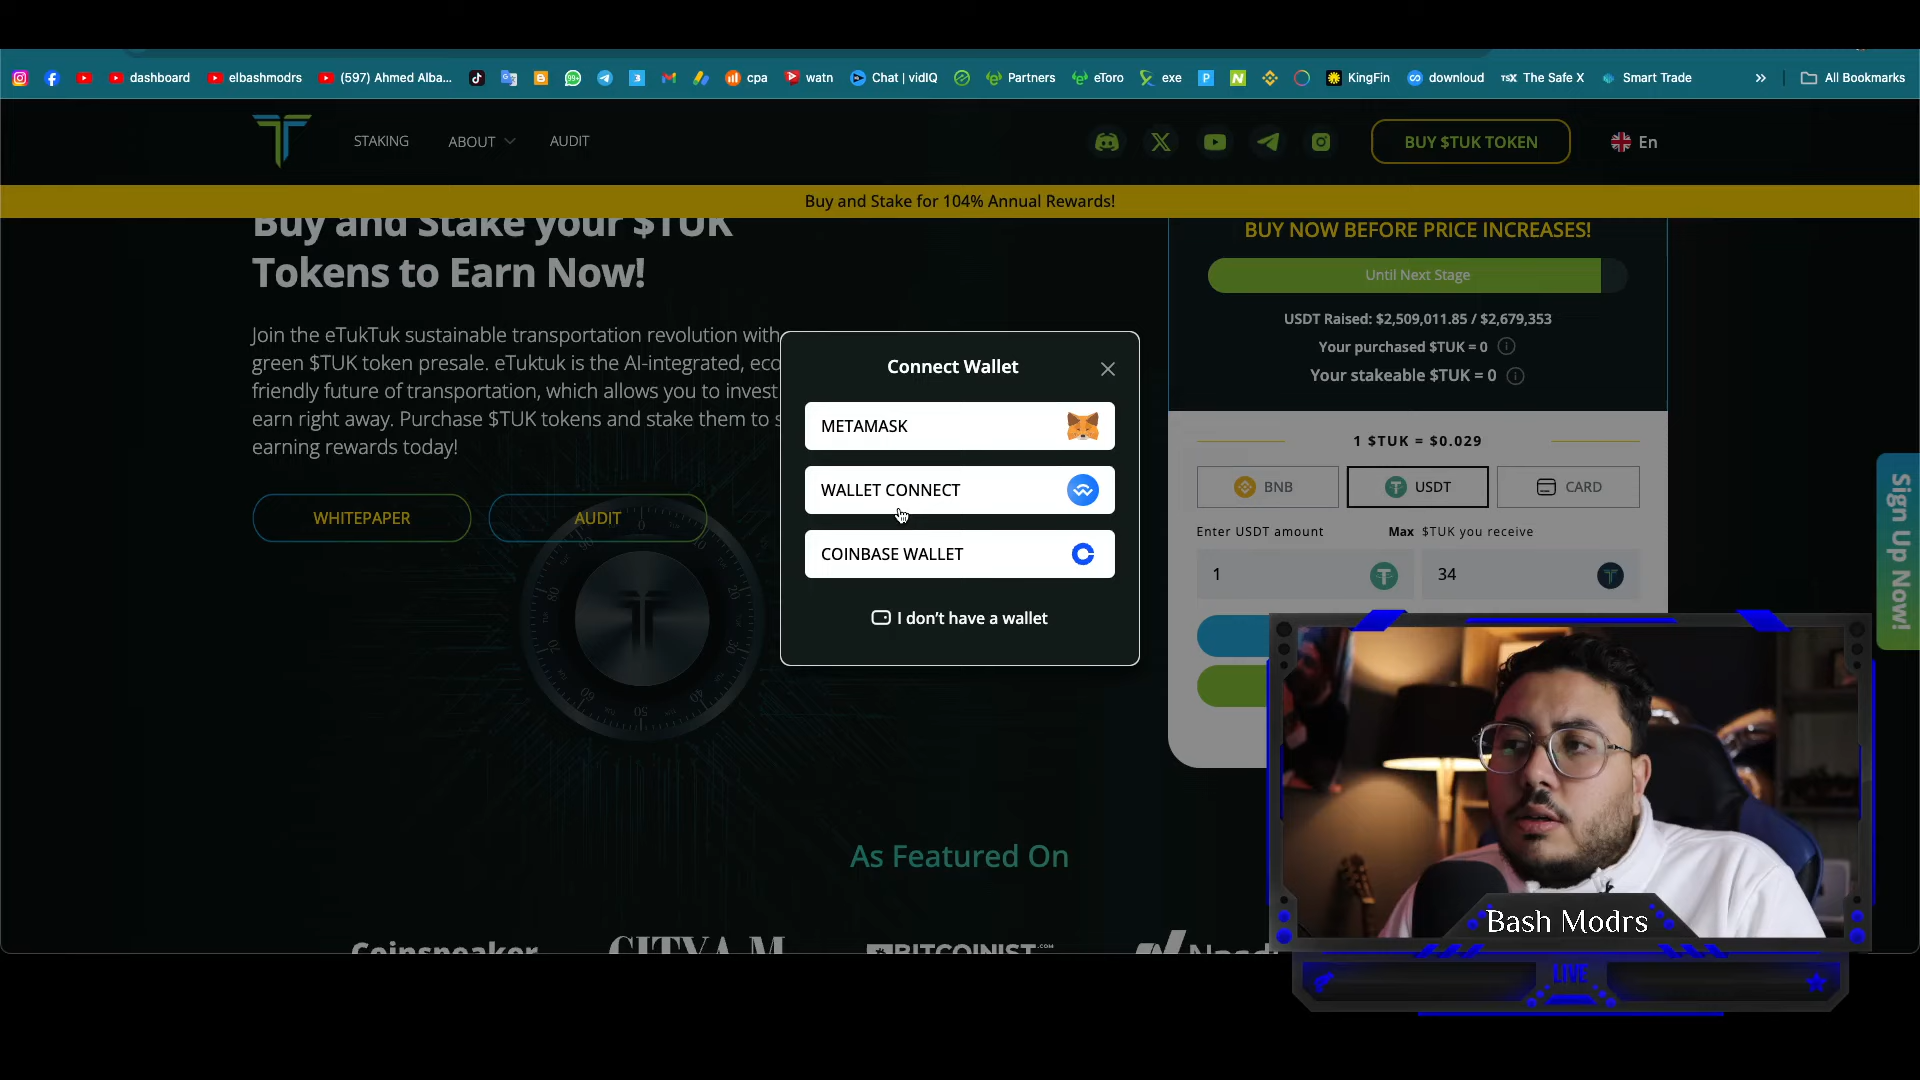 dashboard
elbashmodrs
(597) Ahmed Alba...
cpa
watn
Chat | vidIQ
Partners
eToro
exe
KingFin
downloud
TSX The Safe X
Smart Trade
»
All Bookmarks
STAKING
ABOUT
AUDIT
BUY $TUK TOKEN
En
Buy and Stake for 104% Annual Rewards!
Buy and Stake your $TUK
Tokens to Earn Now!
Join the eTukTuk sustainable transportation revolution with
green $TUK token presale. eTuktuk is the AI-integrated, eco
friendly future of transportation, which allows you to invest
earn right away. Purchase $TUK tokens and stake them to s
earning rewards today!
WHITEPAPER
AUDIT
Connect Wallet
METAMASK
WALLET CONNECT
COINBASE WALLET
I don't have a wallet
BUY NOW BEFORE PRICE INCREASES!
Until Next Stage
USDT Raised: $2,509,011.85 / $2,679,353
Your purchased $TUK = 0
Your stakeable $TUK = 0
1 $TUK = $0.029
BNB
USDT
CARD
Enter USDT amount
Max
$TUK you receive
1
34
Sign Up Now!
As Featured On
Coinspeaker
CITYA.M
BITCOINIST.COM
Nasd
Bash Modrs
LIVE